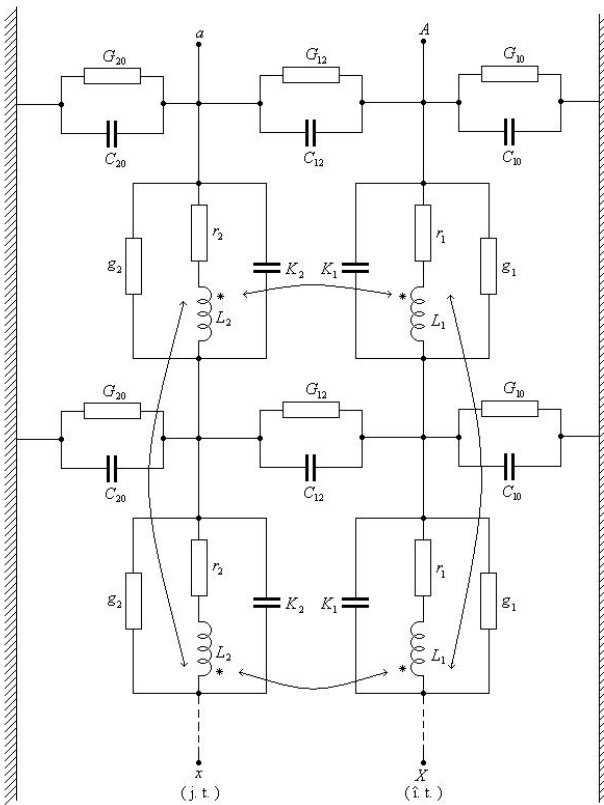 a A
G20 G12 G10
C20 C12 C10
r2 r1
g2 K2 K1 g1
* *
L2 L1
G20 G12 G10
C20 C12 C10
r2 r1
g2 K2 K1 g1
L2 L1
* *
x X
(j. t.) (î. t.)